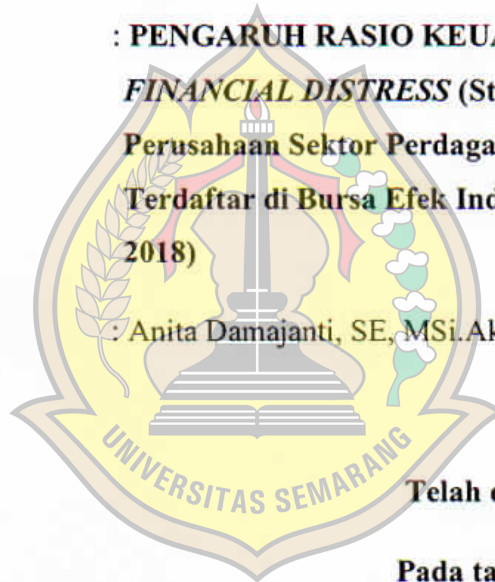 : PENGARUH RASIO KEUA
FINANCIAL DISTRESS (St
Perusahaan Sektor Perdaga
Terdaftar di Bursa Efek Ind
2018)
: Anita Damajanti, SE, MSi.Ak
UNIVERSITAS SEMARANG
Telah d
Pada ta